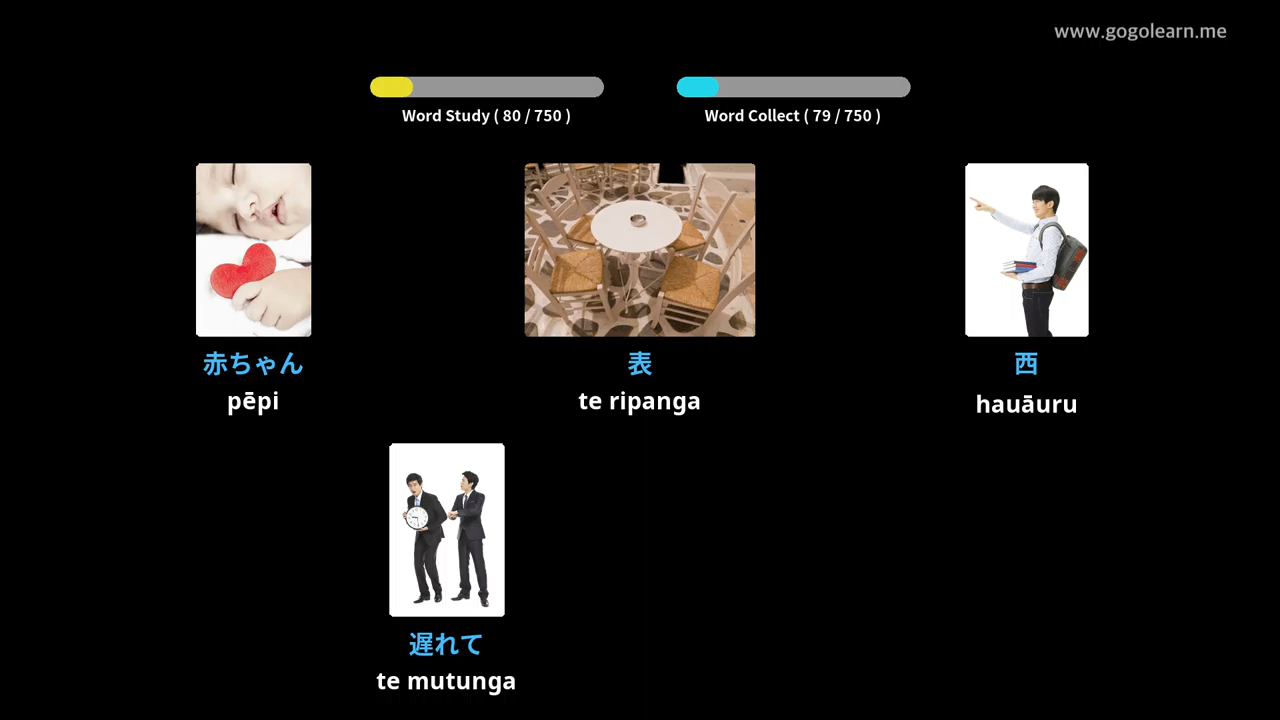 www.gogolearn.me
Word Study ( 80 / 750 )
Word Collect ( 79 / 750 )
赤ちゃん
pēpi
表
te ripanga
西
hauāuru
遅れて
te mutunga